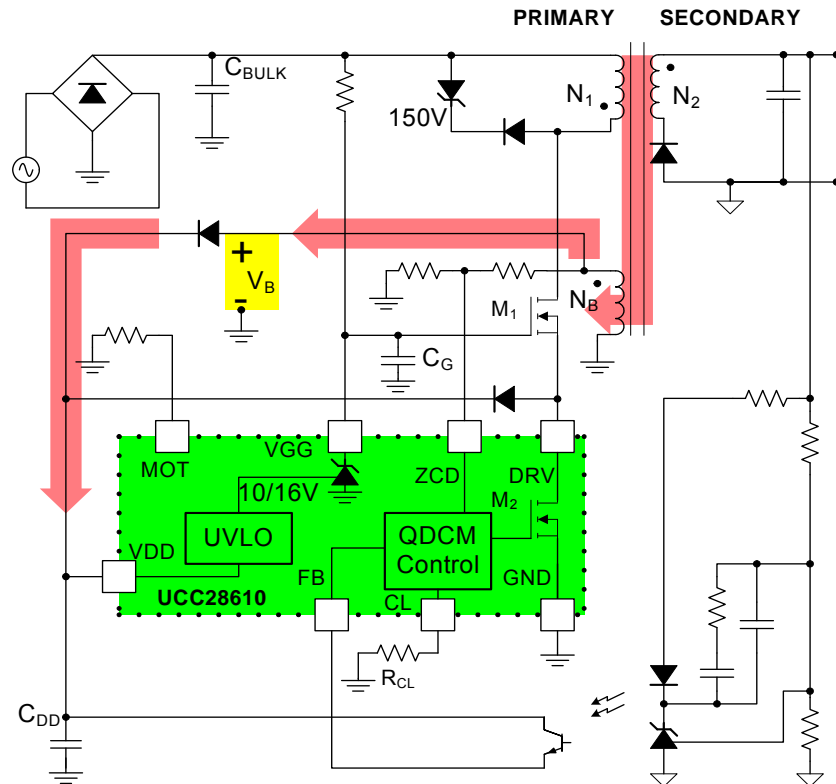 PRIMARY SECONDARY
C_BULK
150V
N_1
N_2
+
V_B
-
N_B
M_1
C_G
MOT
VGG
ZCD
DRV
10/16V
M_2
UVLO
QDCM
Control
VDD
FB
GND
CL
UCC28610
R_CL
C_DD